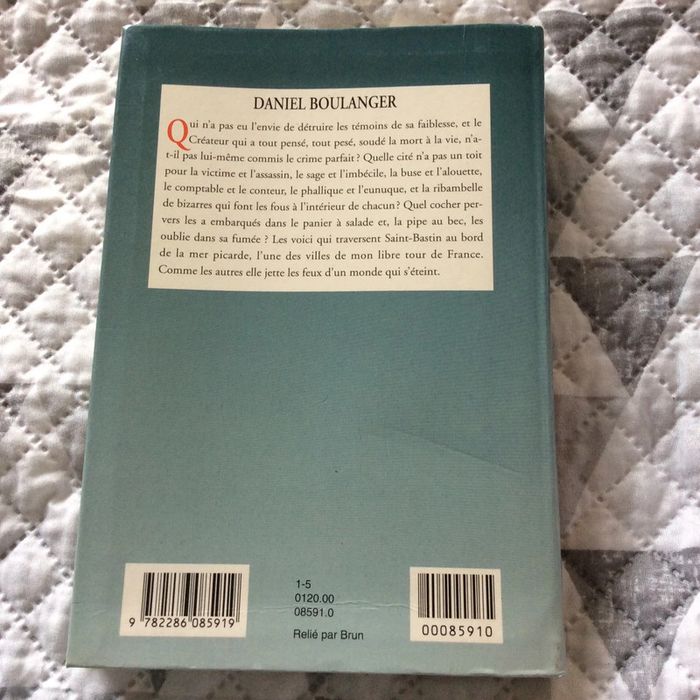 DANIEL BOULANGER
Qui n'a pas eu l'envie de détruire les témoins de sa faiblesse, et le
Créateur qui a tout pensé, tout pesé, soudé la mort à la vie, n'a-
t-il pas lui-même commis le crime parfait ? Quelle cité n'a pas un toit
pour la victime et l'assassin, le sage et l'imbécile, la buse et l'alouette,
le comptable et le conteur, le phallique et l'eunuque, et la ribambelle
de bizarres qui font les fous à l'intérieur de chacun ? Quel cocher per-
vers les a embarqués dans le panier à salade et, la pipe au bec, les
oublie dans sa fumée ? Les voici qui traversent Saint-Bastin au bord
de la mer picarde, l'une des villes de mon libre tour de France.
Comme les autres elle jette les feux d'un monde qui s'éteint.
9 782286 085919
1-5
0120.00
08591.0
Relié par Brun
00085910